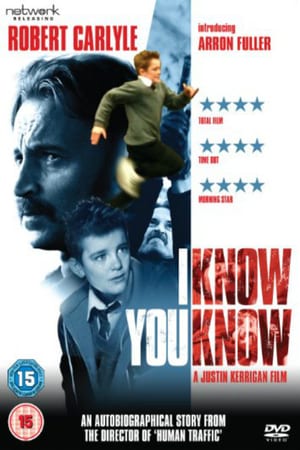 network
RELEASING
ROBERT CARLYLE
introducing
ARRON FULLER
TOTAL FILM
TIME OUT
MORNING STAR
I KNOW
YOU KNOW
A JUSTIN KERRIGAN FILM
15
15
AN AUTOBIOGRAPHICAL STORY FROM
THE DIRECTOR OF 'HUMAN TRAFFIC'
DVD
VIDEO